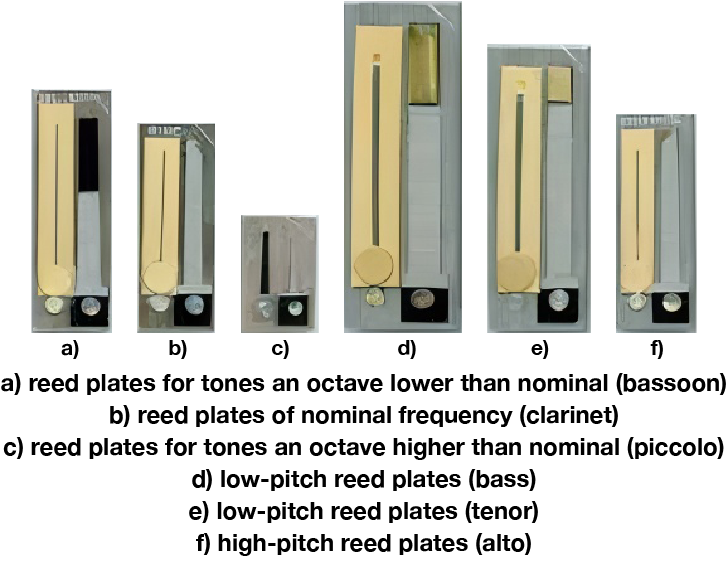 a) b) c) d) e) f)
a) reed plates for tones an octave lower than nominal (bassoon)
b) reed plates of nominal frequency (clarinet)
c) reed plates for tones an octave higher than nominal (piccolo)
d) low-pitch reed plates (bass)
e) low-pitch reed plates (tenor)
f) high-pitch reed plates (alto)